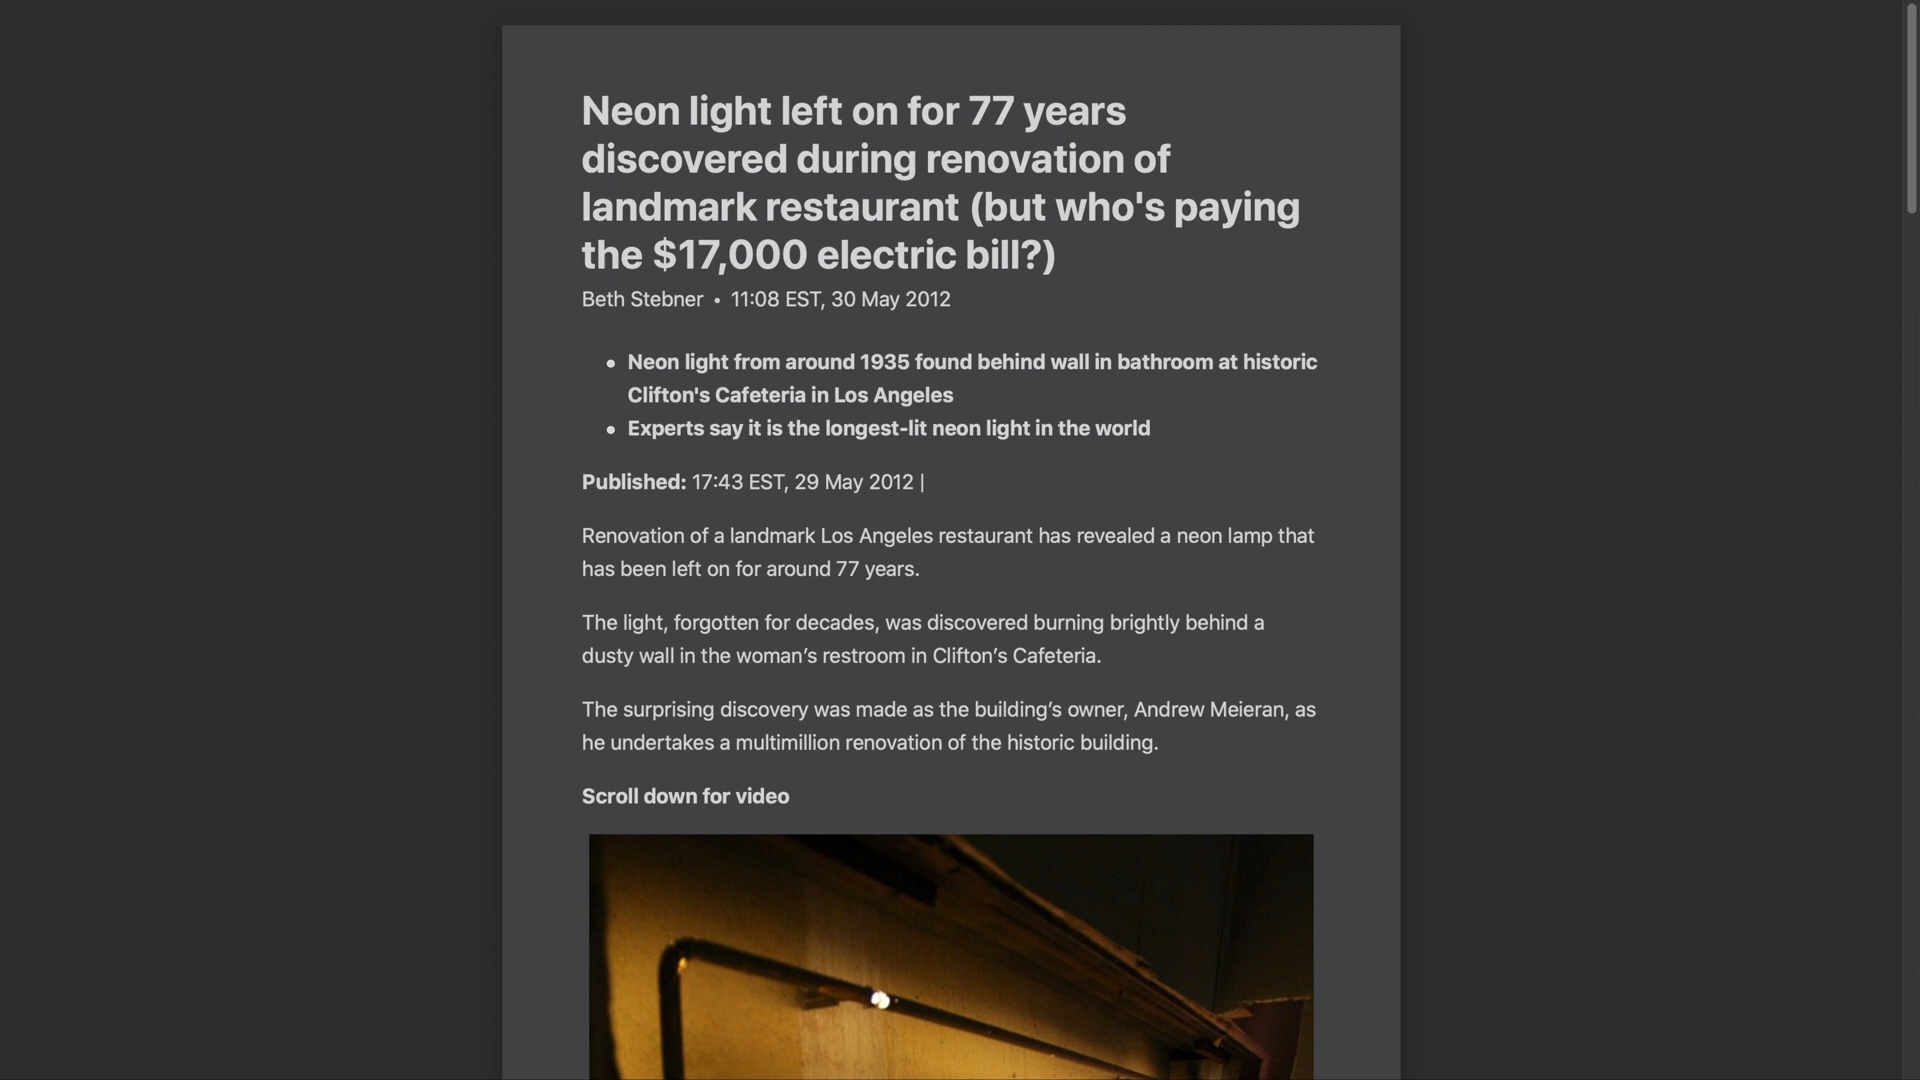 Neon light left on for 77 years
discovered during renovation of
landmark restaurant (but who's paying
the $17,000 electric bill?)
Beth Stebner • 11:08 EST, 30 May 2012
• Neon light from around 1935 found behind wall in bathroom at historic
Clifton's Cafeteria in Los Angeles
• Experts say it is the longest-lit neon light in the world
Published: 17:43 EST, 29 May 2012 |
Renovation of a landmark Los Angeles restaurant has revealed a neon lamp that
has been left on for around 77 years.
The light, forgotten for decades, was discovered burning brightly behind a
dusty wall in the woman’s restroom in Clifton’s Cafeteria.
The surprising discovery was made as the building’s owner, Andrew Meieran, as
he undertakes a multimillion renovation of the historic building.
Scroll down for video